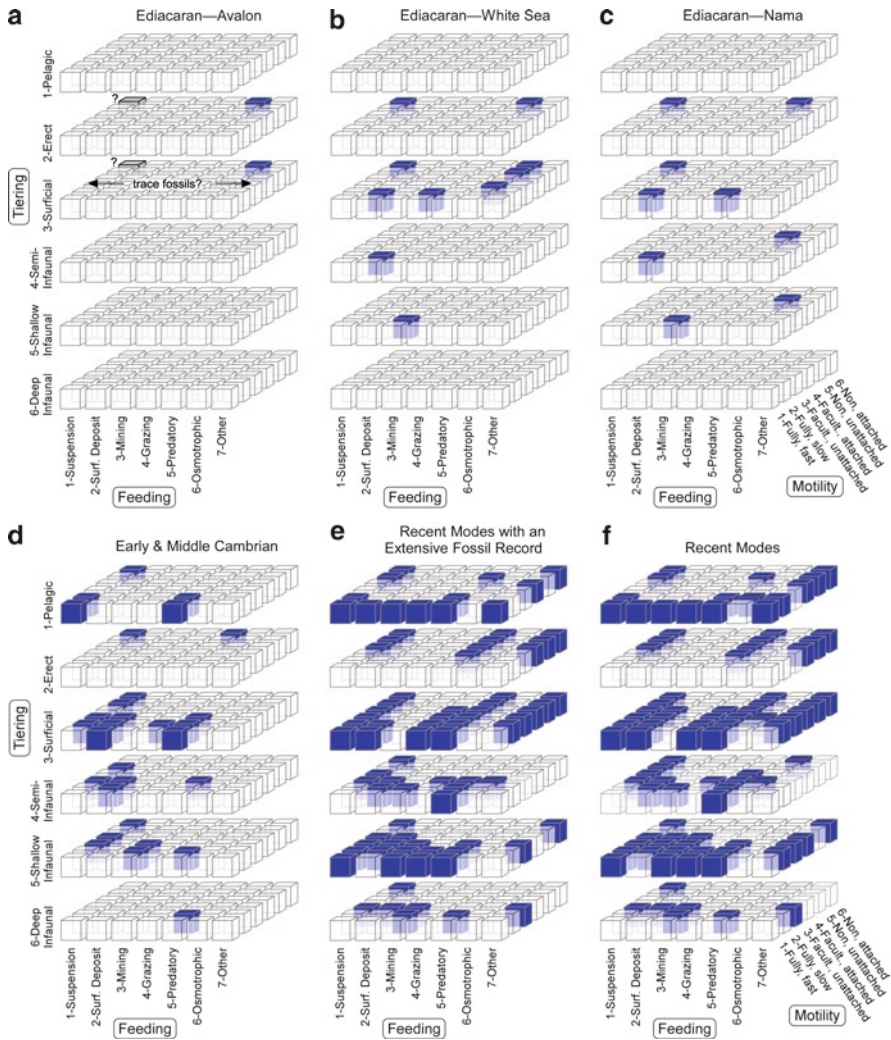 a
Ediacaran—Avalon
b
Ediacaran—White Sea
c
Ediacaran—Nama
Tiering
1-Pelagic
2-Erect
3-Surficial
4-Semi-
Infaunal
5-Shallow
Infaunal
6-Deep
Infaunal
?
?
trace fossils?
1-Suspension
2-Surf. Deposit
3-Mining
4-Grazing
5-Predatory
6-Osmotrophic
7-Other
Feeding
1-Suspension
2-Surf. Deposit
3-Mining
4-Grazing
5-Predatory
6-Osmotrophic
7-Other
Feeding
1-Suspension
2-Surf. Deposit
3-Mining
4-Grazing
5-Predatory
6-Osmotrophic
7-Other
Feeding
6-Non, attached
5-Non, unattached
4-Facult., attached
3-Facult., unattached
2-Fully, slow
1-Fully, fast
Motility
d
Early & Middle Cambrian
e
Recent Modes with an
Extensive Fossil Record
f
Recent Modes
Tiering
1-Pelagic
2-Erect
3-Surficial
4-Semi-
Infaunal
5-Shallow
Infaunal
6-Deep
Infaunal
1-Suspension
2-Surf. Deposit
3-Mining
4-Grazing
5-Predatory
6-Osmotrophic
7-Other
Feeding
1-Suspension
2-Surf. Deposit
3-Mining
4-Grazing
5-Predatory
6-Osmotrophic
7-Other
Feeding
1-Suspension
2-Surf. Deposit
3-Mining
4-Grazing
5-Predatory
6-Osmotrophic
7-Other
Feeding
6-Non, attached
5-Non, unattached
4-Facult., attached
3-Facult., unattached
2-Fully, slow
1-Fully, fast
Motility